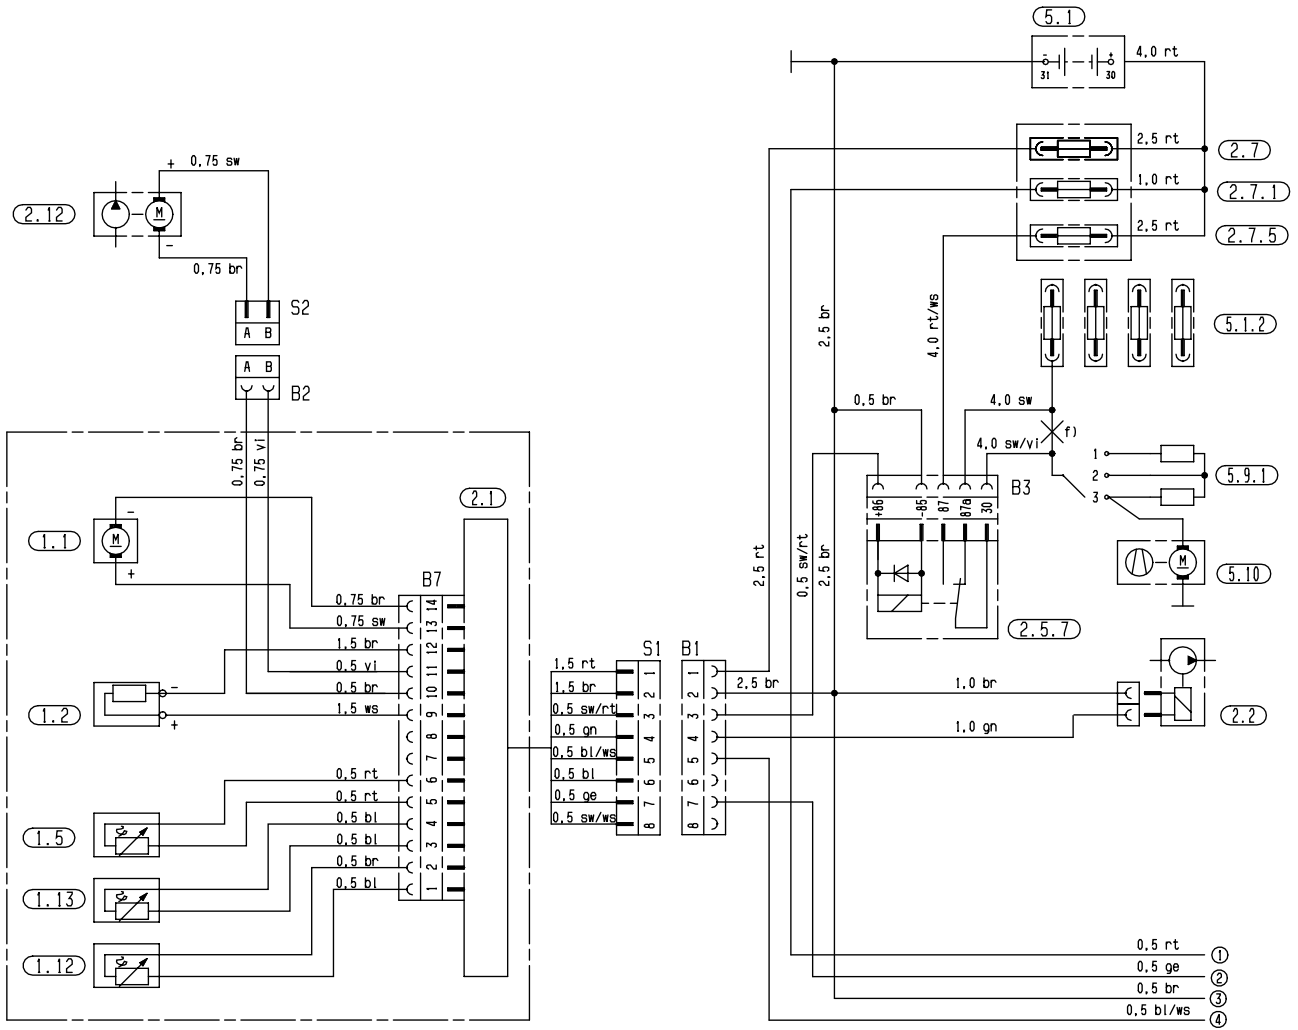 5.1
4,0 rt
- +
31 30
2,5 rt
2.7
1,0 rt
2.7.1
2,5 rt
2.7.5
+ 0,75 sw
2.12
M
-
0,75 br
S2
A B
A B
B2
0,75 br
0,75 vi
2,5 br
4,0 rt/ws
5.1.2
0,5 br
4,0 sw
f)
4,0 sw/vi
1
2
3
5.9.1
B3
+86
-85
87
87a
30
2.1
-
1.1
M
+
2,5 rt
0,5 sw/rt
2,5 br
M
5.10
2.5.7
B7
0,75 br 14
0,75 sw 13
1,5 br 12
0,5 vi 11
0,5 br 10
1,5 ws 9
8
7
0,5 rt 6
0,5 rt 5
0,5 bl 4
0,5 bl 3
0,5 br 2
0,5 bl 1
-
1.2
+
1.5
1.13
1.12
S1 B1
1,5 rt 1 1
1,5 br 2 2 2,5 br
0,5 sw/rt 3 3
0,5 gn 4 4
0,5 bl/ws 5 5
0,5 bl 6 6
0,5 ge 7 7
0,5 sw/ws 8 8
1,0 br
1,0 gn
2.2
0,5 rt 1
0,5 ge 2
0,5 br 3
0,5 bl/ws 4